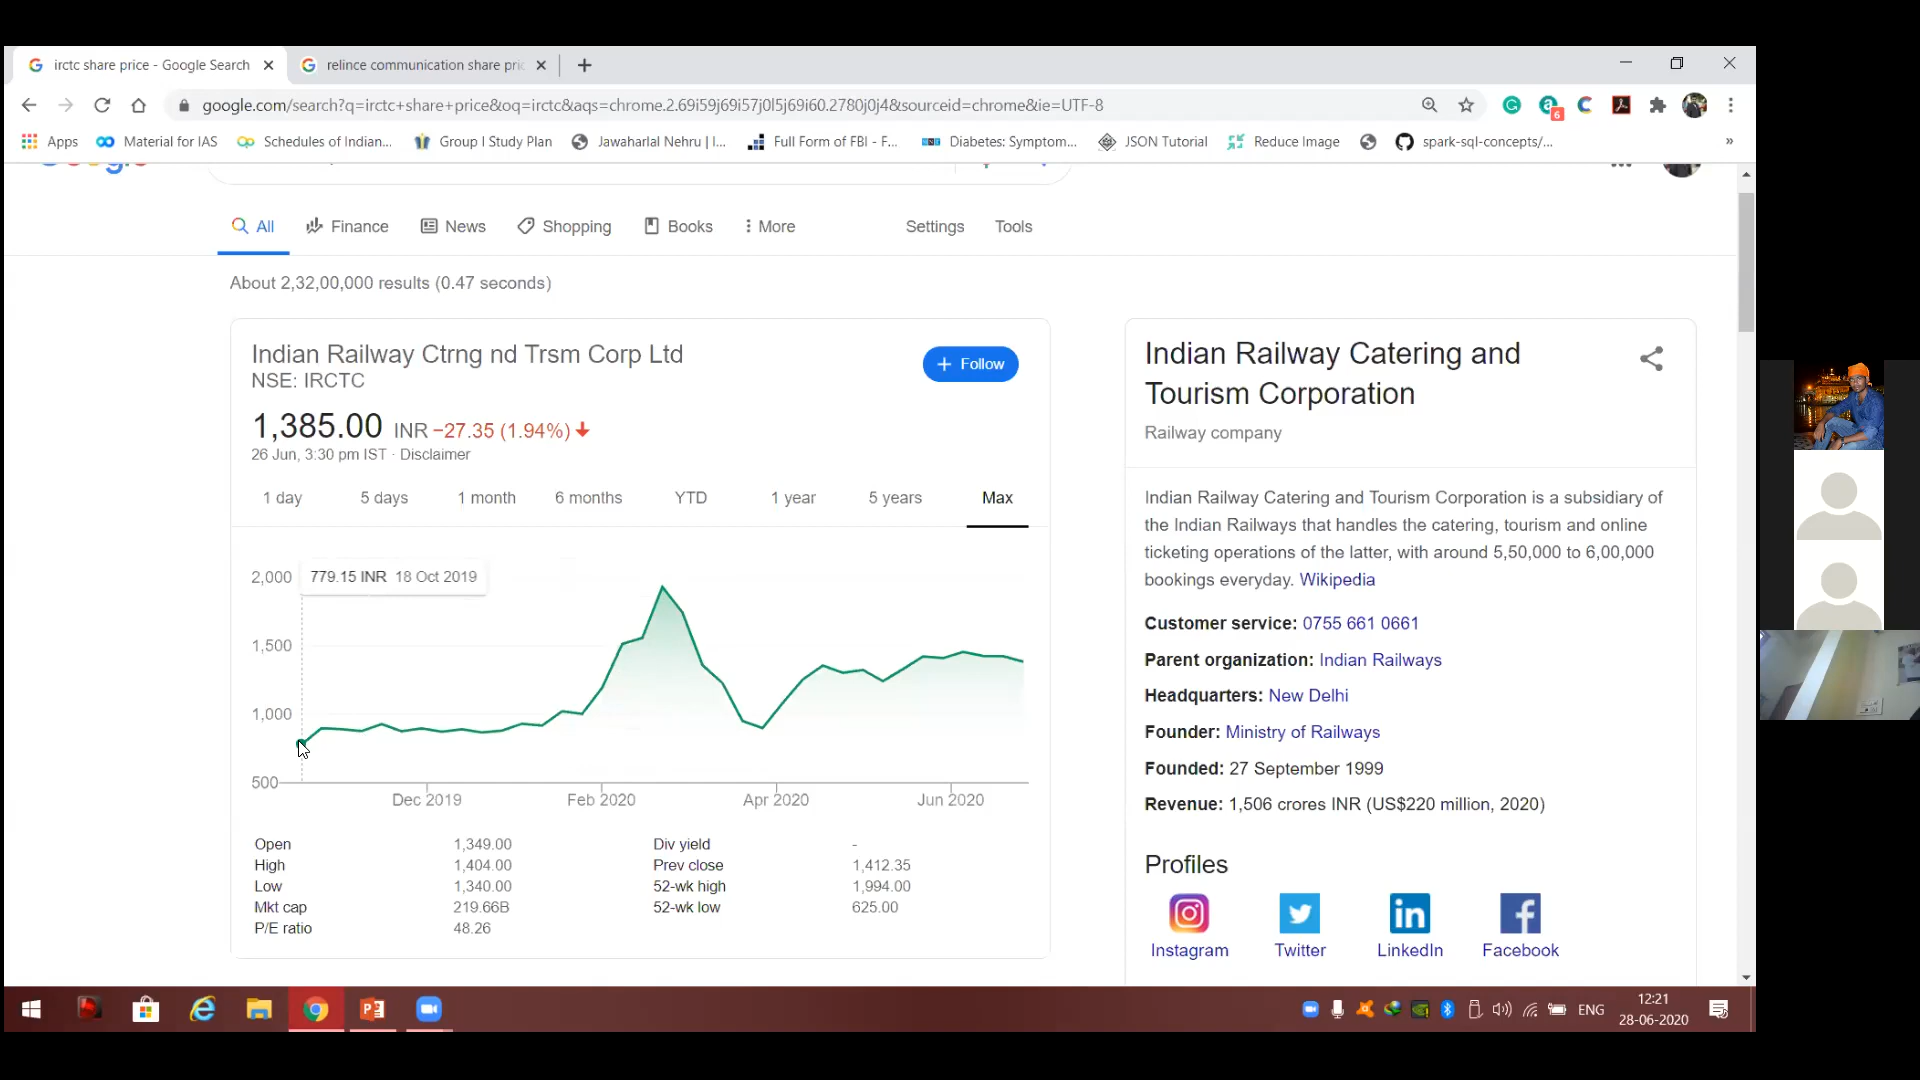 irctc share price - Google Search
relince communication share pric
google.com/search?q=irctc+share+price&oq=irctc&aqs=chrome.2.69i59j69i57j0l5j69i60.2780j0j4&sourceid=chrome&ie=UTF-8
6
Apps
Material for IAS
Schedules of Indian...
Group I Study Plan
Jawaharlal Nehru | I...
Full Form of FBI - F...
Diabetes: Symptom...
JSON Tutorial
Reduce Image
spark-sql-concepts/...
»
All
Finance
News
Shopping
Books
More
Settings
Tools
About 2,32,00,000 results (0.47 seconds)
Indian Railway Ctrng nd Trsm Corp Ltd
NSE: IRCTC
+ Follow
1,385.00 INR −27.35 (1.94%)
26 Jun, 3:30 pm IST · Disclaimer
1 day
5 days
1 month
6 months
YTD
1 year
5 years
Max
779.15 INR 18 Oct 2019
2,000
1,500
1,000
500
Dec 2019
Feb 2020
Apr 2020
Jun 2020
Open 1,349.00
High 1,404.00
Low 1,340.00
Mkt cap 219.66B
P/E ratio 48.26
Div yield -
Prev close 1,412.35
52-wk high 1,994.00
52-wk low 625.00
Indian Railway Catering and
Tourism Corporation
Railway company
Indian Railway Catering and Tourism Corporation is a subsidiary of
the Indian Railways that handles the catering, tourism and online
ticketing operations of the latter, with around 5,50,000 to 6,00,000
bookings everyday. Wikipedia
Customer service: 0755 661 0661
Parent organization: Indian Railways
Headquarters: New Delhi
Founder: Ministry of Railways
Founded: 27 September 1999
Revenue: 1,506 crores INR (US$220 million, 2020)
Profiles
Instagram
Twitter
LinkedIn
Facebook
ENG
12:21
28-06-2020